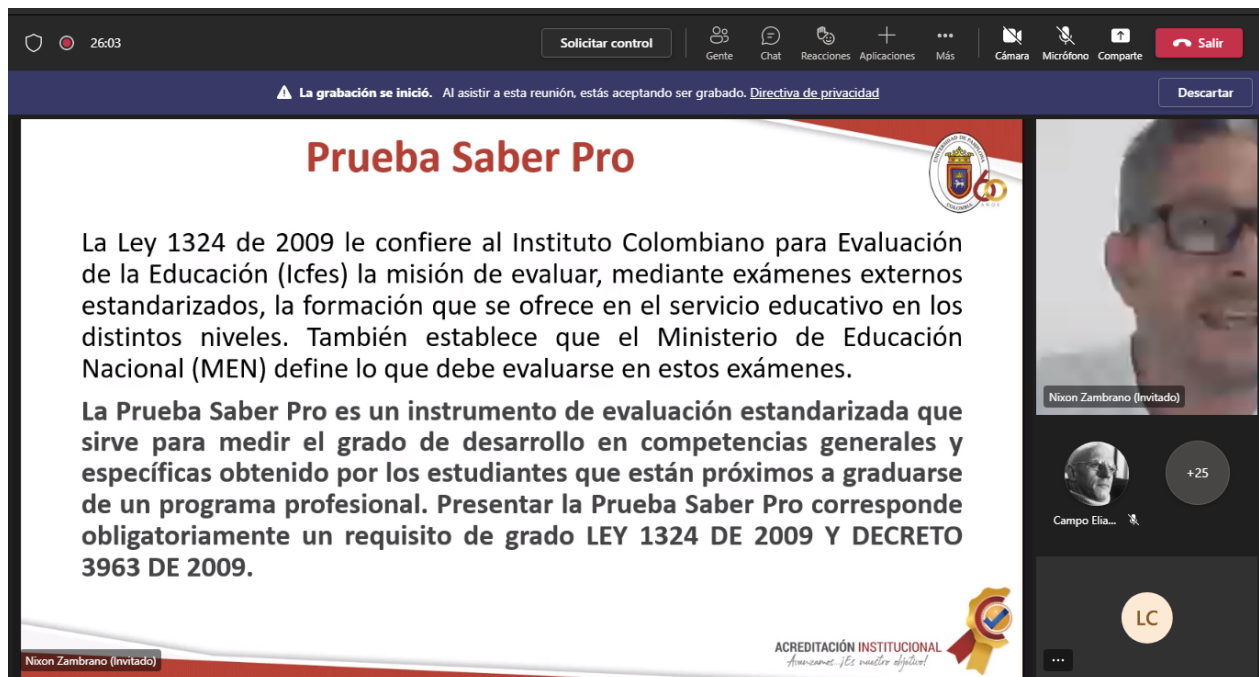 26:03
Solicitar control
Gente
Chat
Reacciones
Aplicaciones
Más
Cámara
Micrófono
Comparte
Salir
La grabación se inició. Al asistir a esta reunión, estás aceptando ser grabado. Directiva de privacidad
Descartar
Prueba Saber Pro
UNIVERSIDAD DE PAMPLONA
COLOMBIA
60
AÑOS
La Ley 1324 de 2009 le confiere al Instituto Colombiano para Evaluación
de la Educación (Icfes) la misión de evaluar, mediante exámenes externos
estandarizados, la formación que se ofrece en el servicio educativo en los
distintos niveles. También establece que el Ministerio de Educación
Nacional (MEN) define lo que debe evaluarse en estos exámenes.
La Prueba Saber Pro es un instrumento de evaluación estandarizada que
sirve para medir el grado de desarrollo en competencias generales y
específicas obtenido por los estudiantes que están próximos a graduarse
de un programa profesional. Presentar la Prueba Saber Pro corresponde
obligatoriamente un requisito de grado LEY 1324 DE 2009 Y DECRETO
3963 DE 2009.
ACREDITACIÓN INSTITUCIONAL
Avanzamos... ¡Es nuestro objetivo!
Nixon Zambrano (Invitado)
Nixon Zambrano (Invitado)
Campo Elia...
+25
LC